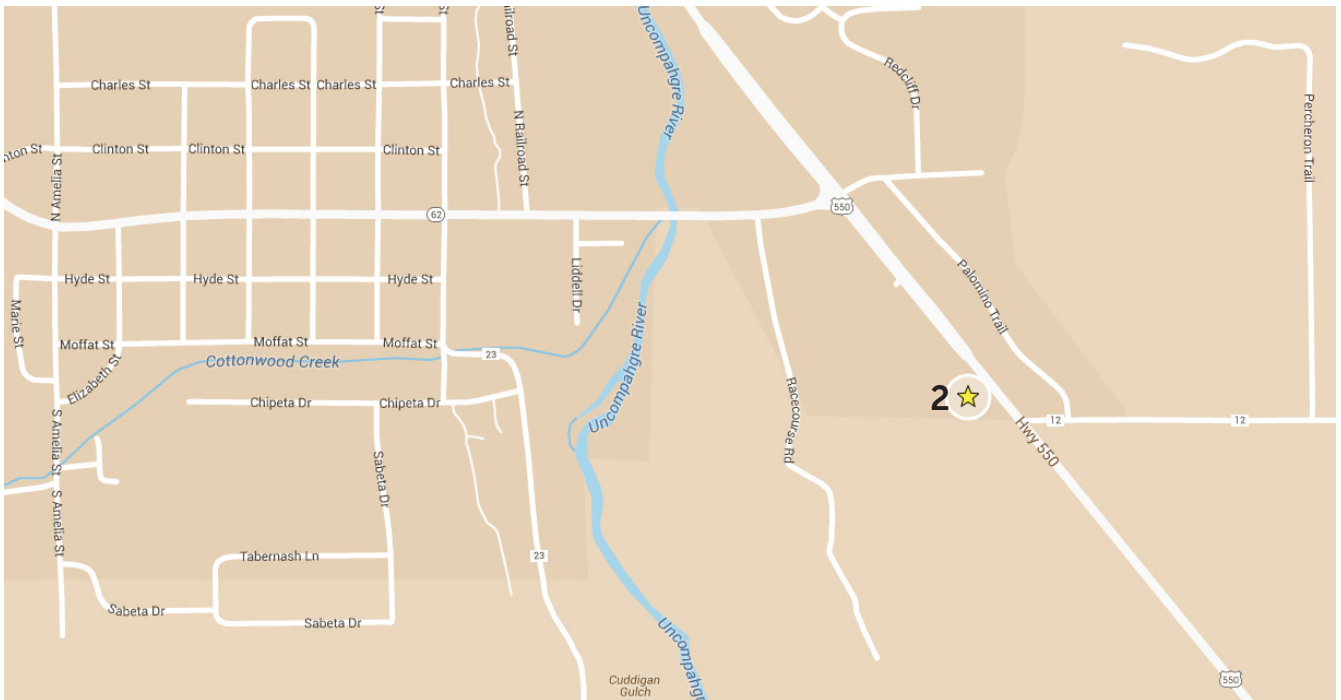 St
St
ailroad St
Uncompahgre River
Charles St
Charles St
Charles St
Charles St
Redcliff Dr
Percheron Trail
N Railroad St
nton St
Clinton St
Clinton St
Clinton St
N Amelia St
62
550
Hyde St
Hyde St
Hyde St
Liddell Dr
Palomino Trail
Marie St
Uncompahgre River
Moffat St
Moffat St
Moffat St
23
Cottonwood Creek
Elizabeth St
Chipeta Dr
Chipeta Dr
Racecourse Rd
2
12
12
Hwy 550
S Amelia St
Sabeta Dr
S Amelia St
Tabernash Ln
23
Sabeta Dr
Sabeta Dr
Uncompahgre
Cuddigan
Gulch
550